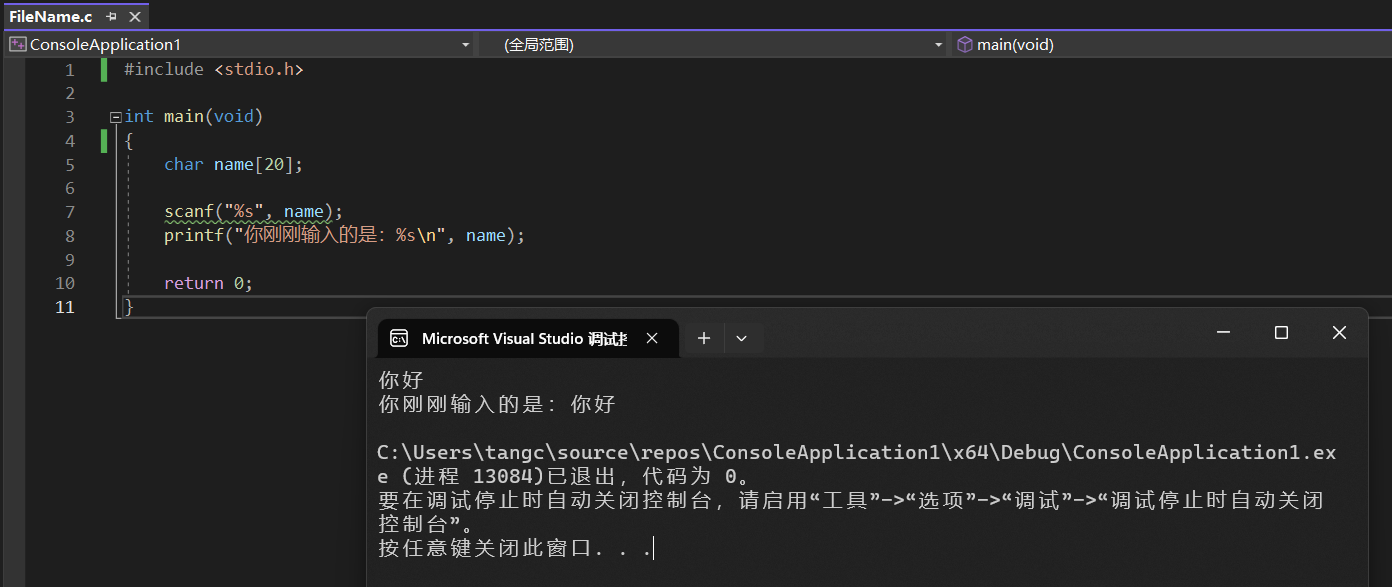 FileName.c
ConsoleApplication1 (全局范围) main(void)
1 #include <stdio.h>
2
3 int main(void)
4 {
5 char name[20];
6
7 scanf("%s", name);
8 printf("你刚刚输入的是：%s\n", name);
9
10 return 0;
11 }
Microsoft Visual Studio 调试
你好
你刚刚输入的是：你好
C:\Users\tangc\source\repos\ConsoleApplication1\x64\Debug\ConsoleApplication1.ex
e (进程 13084)已退出，代码为 0。
要在调试停止时自动关闭控制台，请启用“工具”->“选项”->“调试”->“调试停止时自动关闭
控制台”。
按任意键关闭此窗口. . .